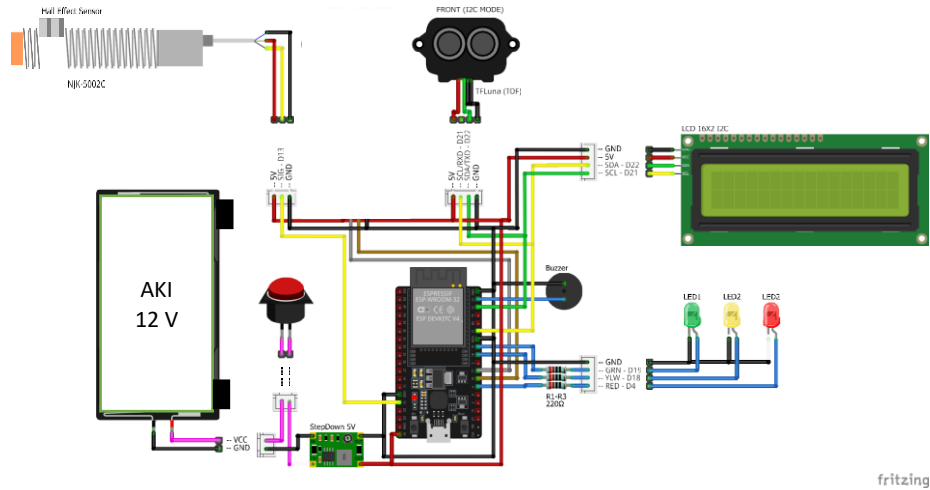 Hall Effect Sensor
NJK-5002C
FRONT (I2C MODE)
TFLuna (TOF)
5V --
SIG - D13
GND --
5V --
SCL/RXD - D21
SDA/TXD - D22
GND --
LCD 16X2 I2C
-- GND
-- 5V
-- SDA - D22
-- SCL - D21
AKI
12 V
ESPRESSIF
ESP-WROOM-32
ESP DEVKITC V4
Buzzer
LED1
LED2
LED2
-- GND
-- GRN - D19
-- YLW - D18
-- RED - D4
R1-R3
220Ω
StepDown 5V
-- VCC
-- GND
fritzing